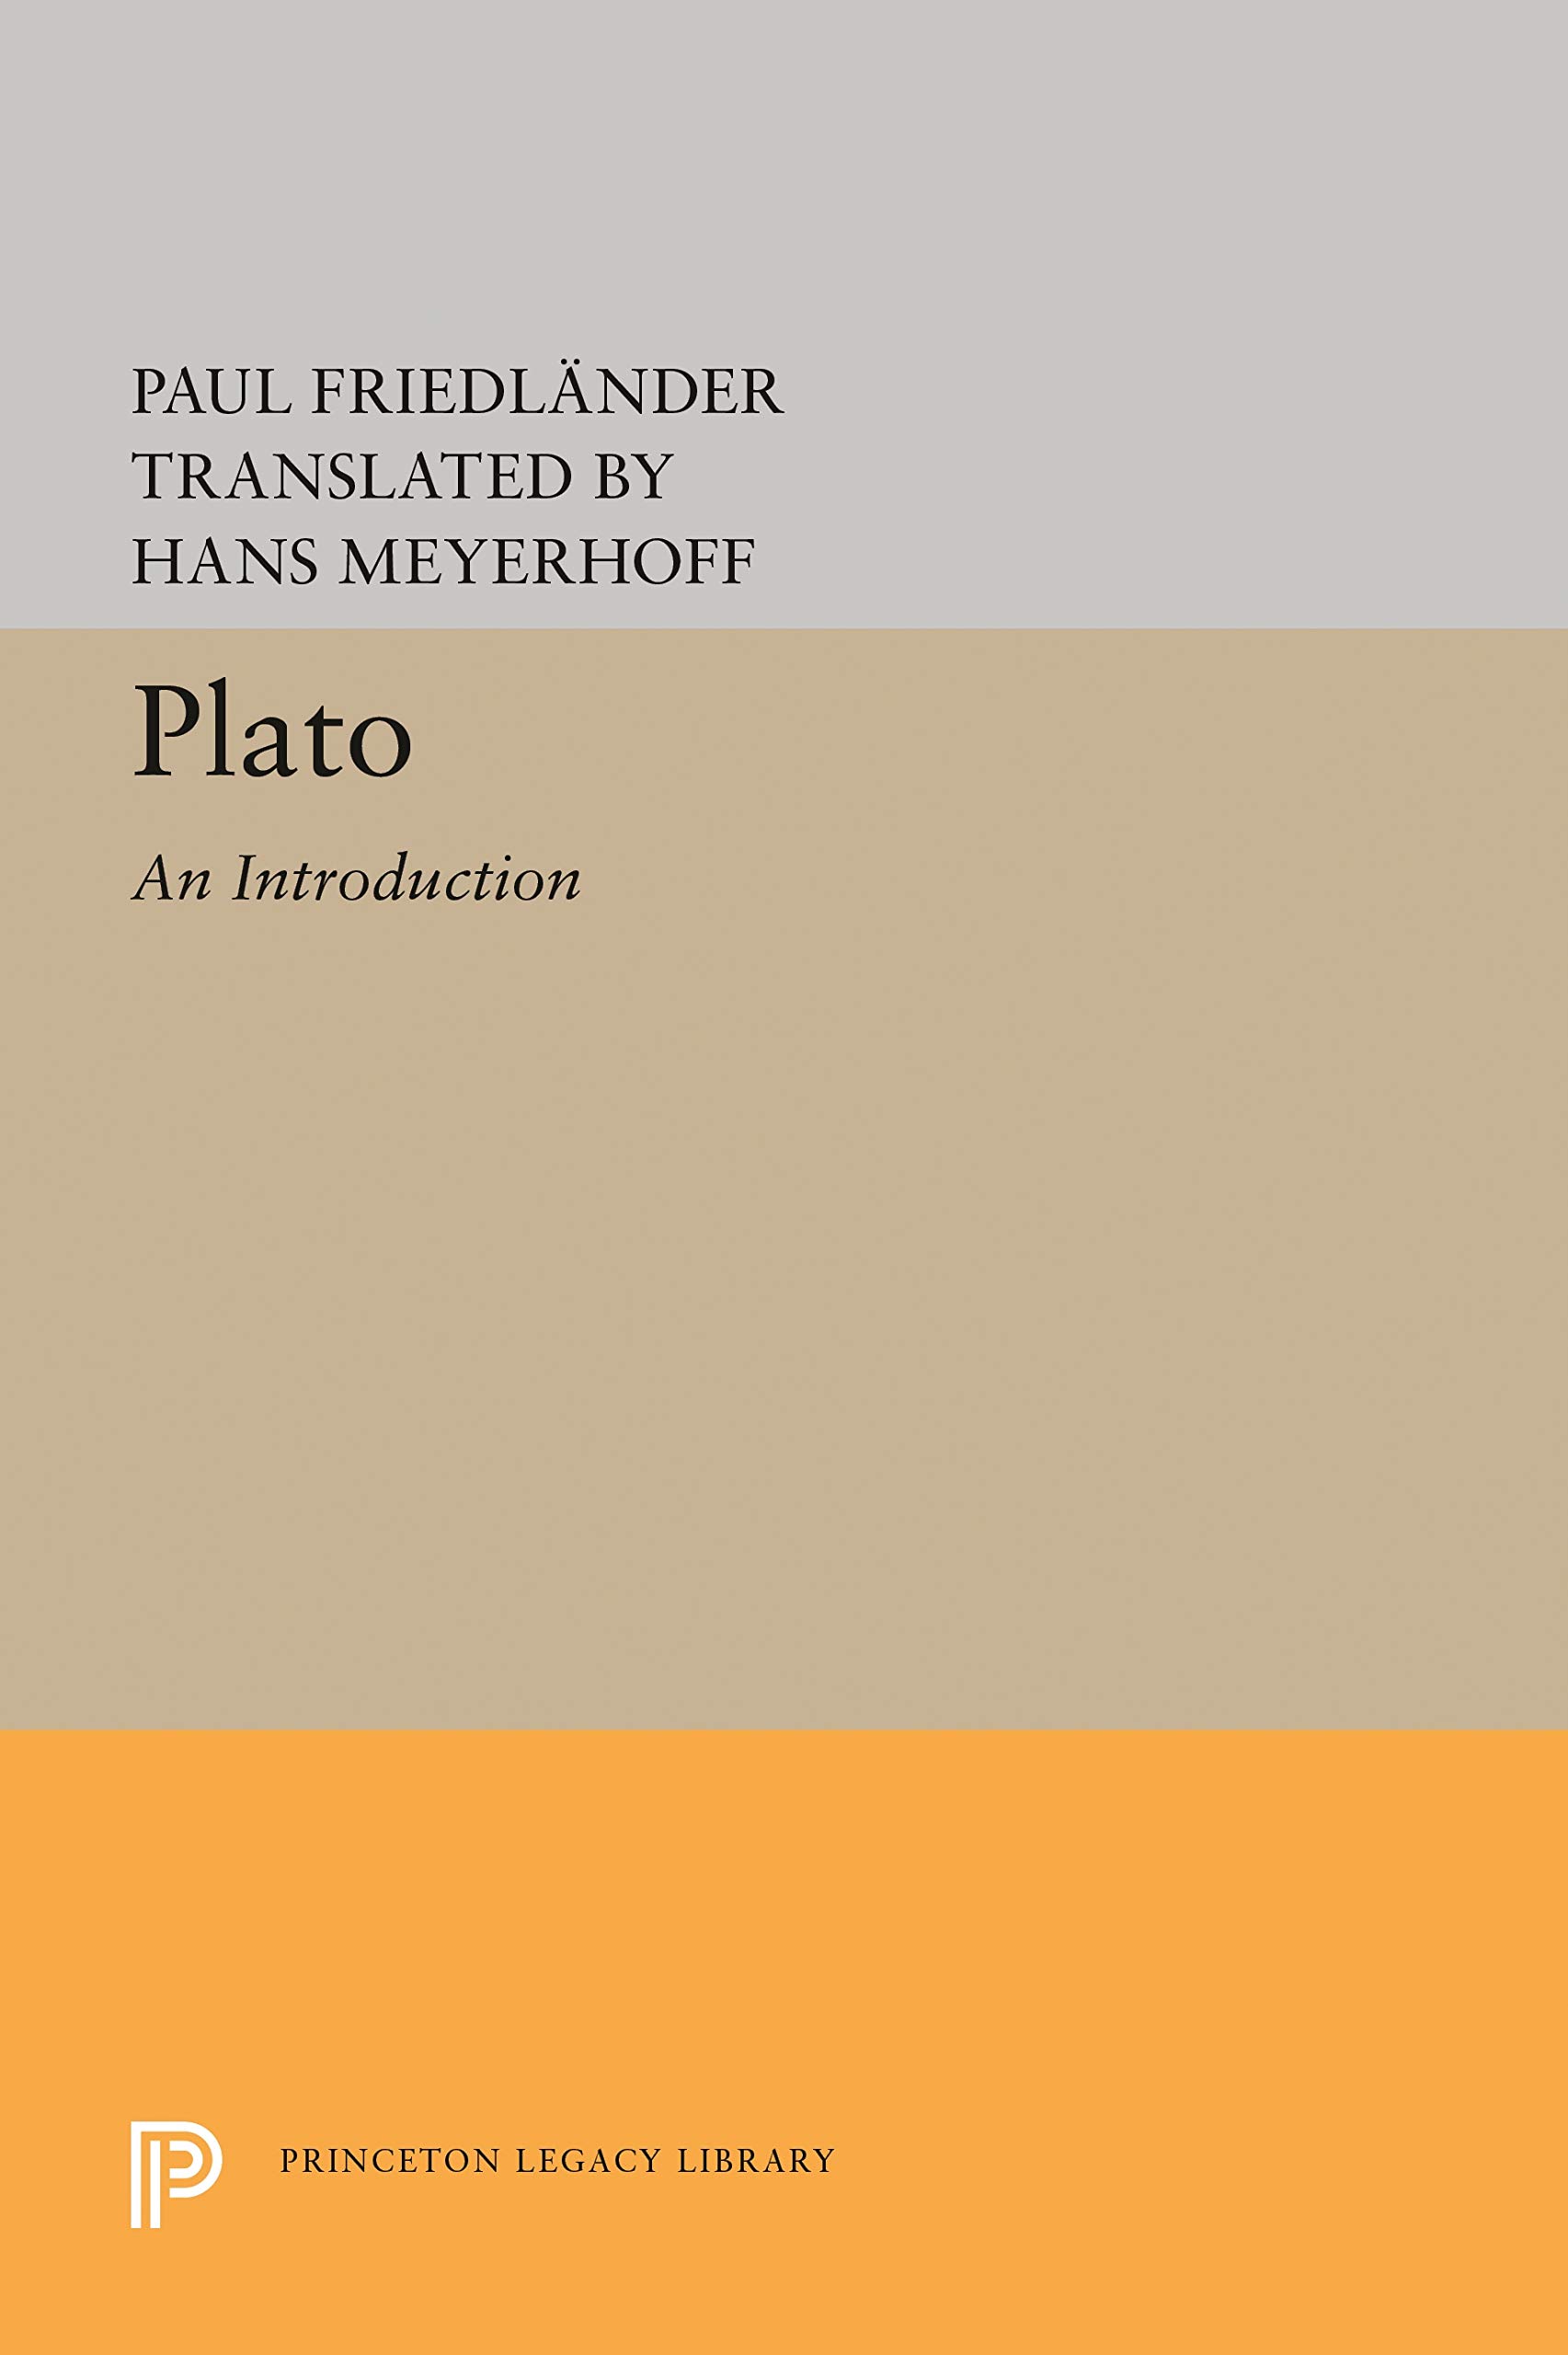 PAUL FRIEDLÄNDER
TRANSLATED BY
HANS MEYERHOFF
Plato
An Introduction
PRINCETON LEGACY LIBRARY